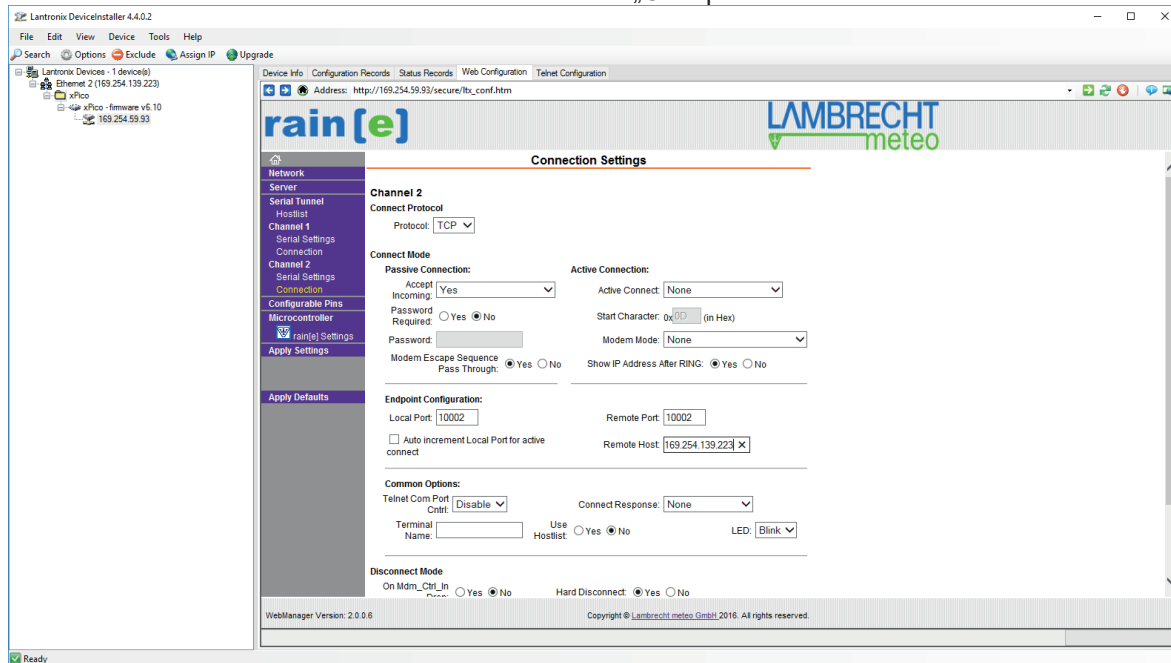 Lantronix DeviceInstaller 4.4.0.2
File Edit View Device Tools Help
Search Options Exclude Assign IP Upgrade
Lantronix Devices - 1 device(s)
Ethernet 2 (169.254.139.223)
xPico
xPico - firmware v6.10
169.254.59.93
Device Info Configuration Records Status Records Web Configuration Telnet Configuration
Address: http://169.254.59.93/secure/ltx_conf.htm
rain[e]
LAMBRECHT
meteo
Network
Server
Serial Tunnel
Hostlist
Channel 1
Serial Settings
Connection
Channel 2
Serial Settings
Connection
Configurable Pins
Microcontroller
rain[e] Settings
Apply Settings
Apply Defaults
Connection Settings
Channel 2
Connect Protocol
Protocol: TCP
Connect Mode
Passive Connection: Active Connection:
Accept Incoming: Yes Active Connect: None
Password Required: Yes No Start Character: 0x 0D (in Hex)
Password: Modem Mode: None
Modem Escape Sequence Pass Through: Yes No Show IP Address After RING: Yes No
Endpoint Configuration:
Local Port: 10002 Remote Port: 10002
Auto increment Local Port for active connect Remote Host: 169.254.139.223
Common Options:
Telnet Com Port Cntrl: Disable Connect Response: None
Terminal Name: Use Hostlist: Yes No LED: Blink
Disconnect Mode
On Mdm_Ctrl_In Drop: Yes No Hard Disconnect: Yes No
WebManager Version: 2.0.0.6 Copyright © Lambrecht meteo GmbH 2016. All rights reserved.
Ready